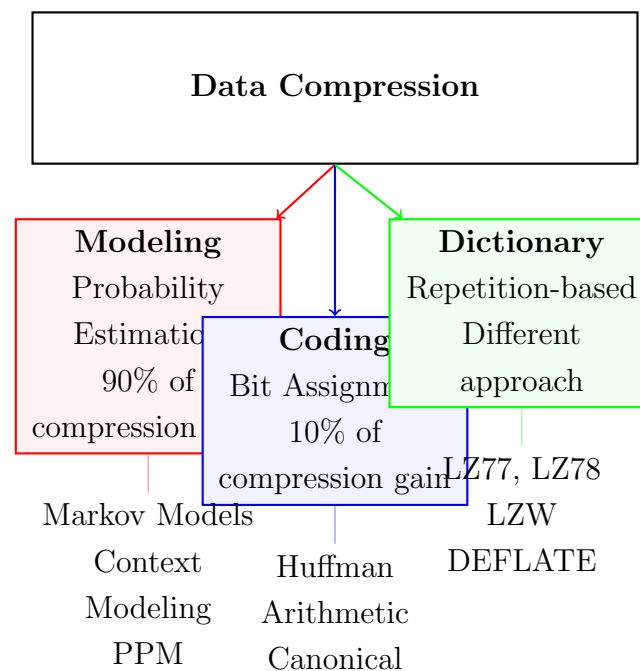 Data Compression
Modeling
Probability
Estimation
90% of
compression
Markov Models
Context
Modeling
PPM
Coding
Bit Assignm
10% of
compression gain
Huffman
Arithmetic
Canonical
Dictionary
Repetition-based
Different
approach
LZ77, LZ78
LZW
DEFLATE